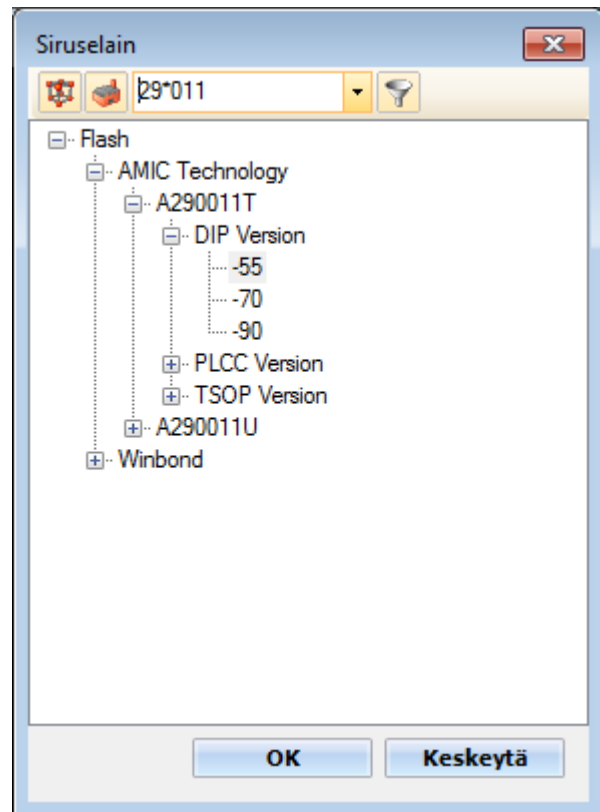 Siruselain
29*011
Flash
AMIC Technology
A290011T
DIP Version
-55
-70
-90
PLCC Version
TSOP Version
A290011U
Winbond
OK Keskeytä